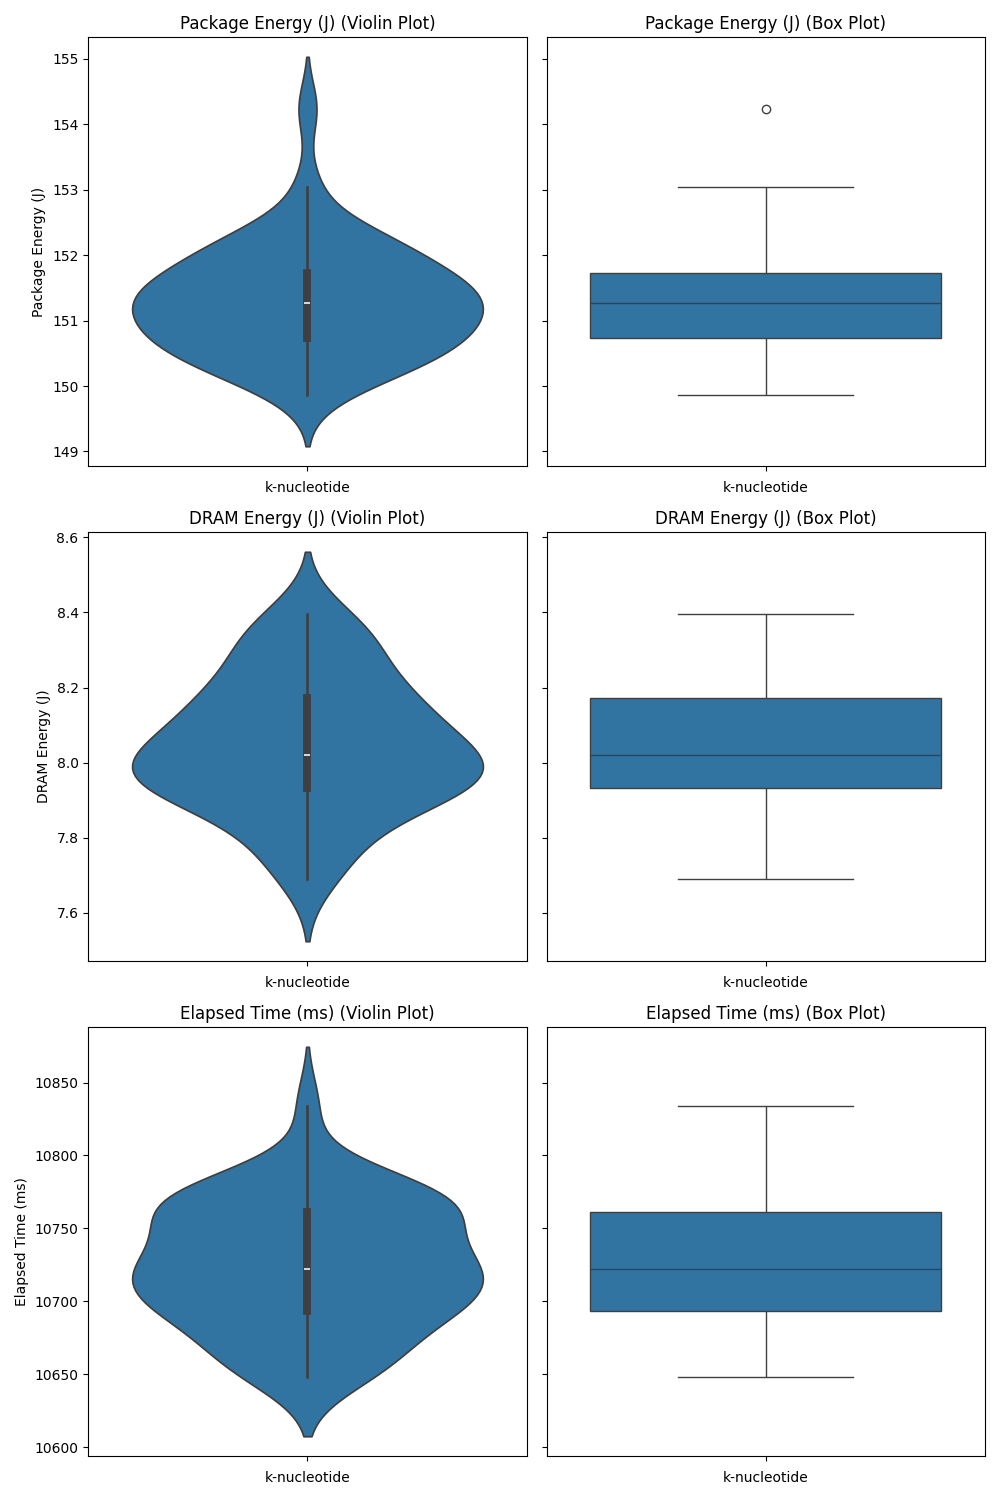 Package Energy (J) (Violin Plot)
Package Energy (J) (Box Plot)
155
154
153
152
151
150
149
Package Energy (J)
k-nucleotide
k-nucleotide
DRAM Energy (J) (Violin Plot)
DRAM Energy (J) (Box Plot)
8.6
8.4
8.2
8.0
7.8
7.6
DRAM Energy (J)
k-nucleotide
k-nucleotide
Elapsed Time (ms) (Violin Plot)
Elapsed Time (ms) (Box Plot)
10850
10800
10750
10700
10650
10600
Elapsed Time (ms)
k-nucleotide
k-nucleotide